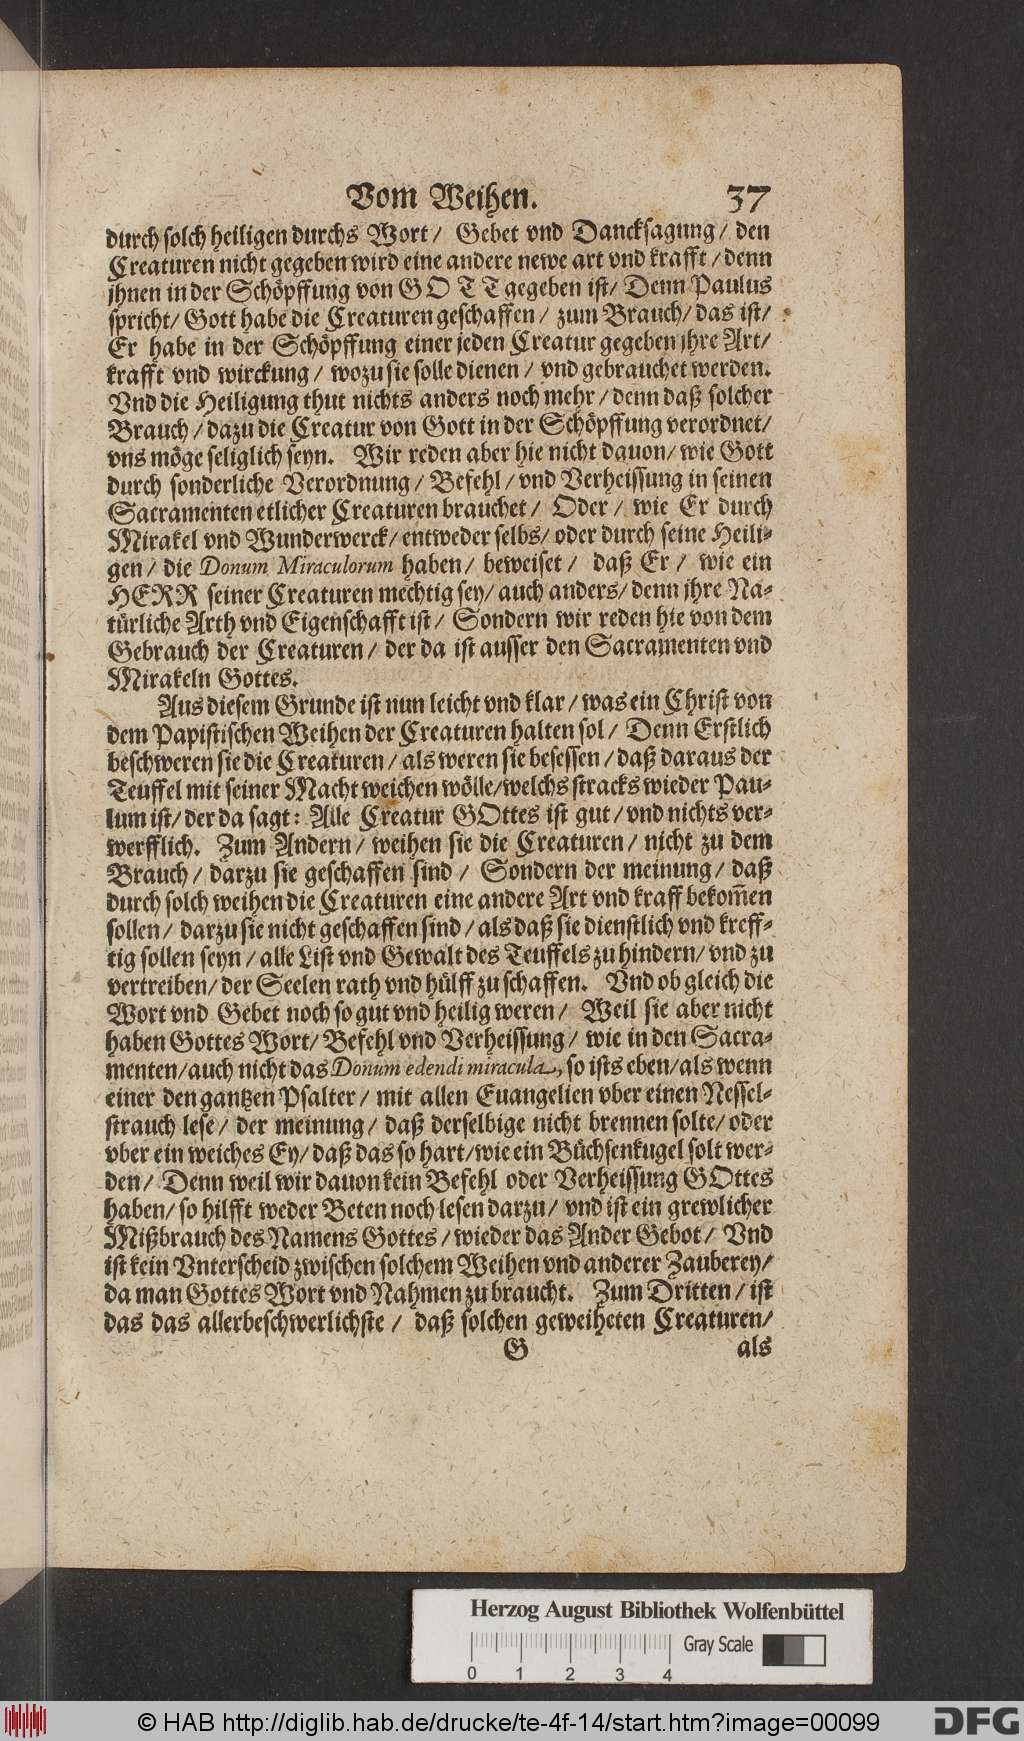 Vom Weihen. 37
durch solch heiligen durchs Wort / Gebet vnd Dancksagung / den
Creaturen nicht gegeben wird eine andere newe art vnd krafft / denn
jhnen in der Schöpffung von GOTT gegeben ist / Denn Paulus
spricht / Gott habe die Creaturen geschaffen / zum Brauch / das ist /
Er habe in der Schöpffung einer jeden Creatur gegeben jhre Art /
krafft vnd wirckung / wozu sie solle dienen / vnd gebrauchet werden.
Vnd die Heiligung thut nichts anders noch mehr / denn daß solcher
Brauch / dazu die Creatur von Gott in der Schöpffung verordnet /
vns möge seliglich seyn. Wir reden aber hie nicht dauon / wie Gott
durch sonderliche Verordnung / Befehl / vnd Verheissung in seinen
Sacramenten etlicher Creaturen brauchet / Oder / wie Er durch
Mirakel vnd Wunderwerck / entweder selbs / oder durch seine Heili-
gen / die Donum Miraculorum haben / beweiset / daß Er / wie ein
HERR seiner Creaturen mechtig sey / auch anders / denn jhre Na-
türliche Arth vnd Eigenschafft ist / Sondern wir reden hie von dem
Gebrauch der Creaturen / der da ist ausser den Sacramenten vnd
Mirakeln Gottes.
Aus diesem Grunde ist nun leicht vnd klar / was ein Christ von
dem Papistischen Weihen der Creaturen halten sol / Denn Erstlich
beschweren sie die Creaturen / als weren sie besessen / daß daraus der
Teuffel mit seiner Macht weichen wölle / welchs stracks wieder Pau-
lum ist / der da sagt: Alle Creatur GOttes ist gut / vnd nichts ver-
werfflich. Zum Andern / weihen sie die Creaturen / nicht zu dem
Brauch / darzu sie geschaffen sind / Sondern der meinung / daß
durch solch weihen die Creaturen eine andere Art vnd kraff bekom̃en
sollen / darzu sie nicht geschaffen sind / als daß sie dienstlich vnd kreff-
tig sollen seyn / alle List vnd Gewalt des Teuffels zu hindern / vnd zu
vertreiben / der Seelen rath vnd hülff zu schaffen. Vnd ob gleich die
Wort vnd Gebet noch so gut vnd heilig weren / Weil sie aber nicht
haben Gottes Wort / Befehl vnd Verheissung / wie in den Sacra-
menten / auch nicht das Donum edendi miracula, so ists eben / als wenn
einer den gantzen Psalter / mit allen Euangelien vber einen Nessel-
strauch lese / der meinung / daß derselbige nicht brennen solte / oder
vber ein weiches Ey / daß das so hart / wie ein Büchsenkugel solt wer-
den / Denn weil wir dauon kein Befehl oder Verheissung GOttes
haben / so hilfft weder Beten noch lesen darzu / vnd ist ein grewlicher
Mißbrauch des Namens Gottes / wieder das Ander Gebot / Vnd
ist kein Vnterscheid zwischen solchem Weihen vnd anderer Zauberey /
da man Gottes Wort vnd Nahmen zu braucht. Zum Dritten / ist
das das allerbeschwerlichste / daß solchen geweiheten Creaturen /
G als
Herzog August Bibliothek Wolfenbüttel
Gray Scale
0 1 2 3 4
© HAB http://diglib.hab.de/drucke/te-4f-14/start.htm?image=00099
DFG